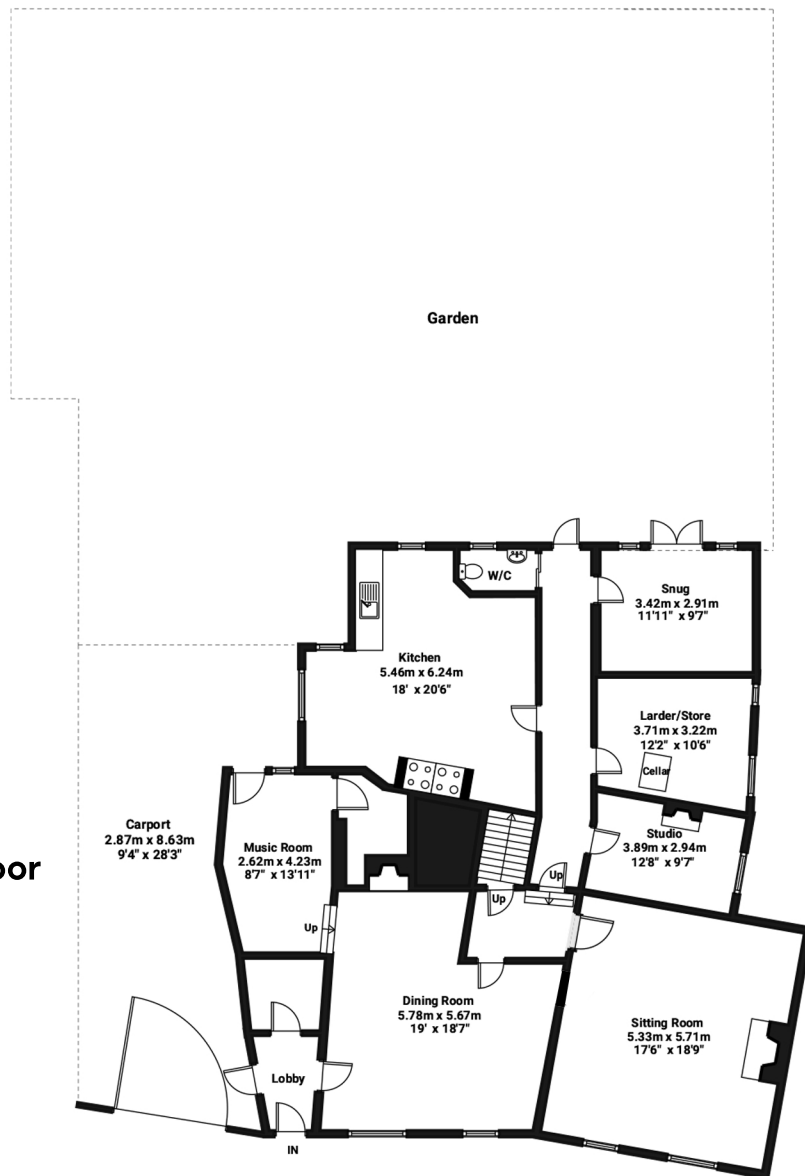 Garden
W/C
Snug
3.42m x 2.91m
11'11" x 9'7"
Kitchen
5.46m x 6.24m
18' x 20'6"
Larder/Store
3.71m x 3.22m
12'2" x 10'6"
Cellar
Carport
2.87m x 8.63m
9'4" x 28'3"
Music Room
2.62m x 4.23m
8'7" x 13'11"
Studio
3.89m x 2.94m
12'8" x 9'7"
oor
Up
Up
Up
Dining Room
5.78m x 5.67m
19' x 18'7"
Sitting Room
5.33m x 5.71m
17'6" x 18'9"
Lobby
IN